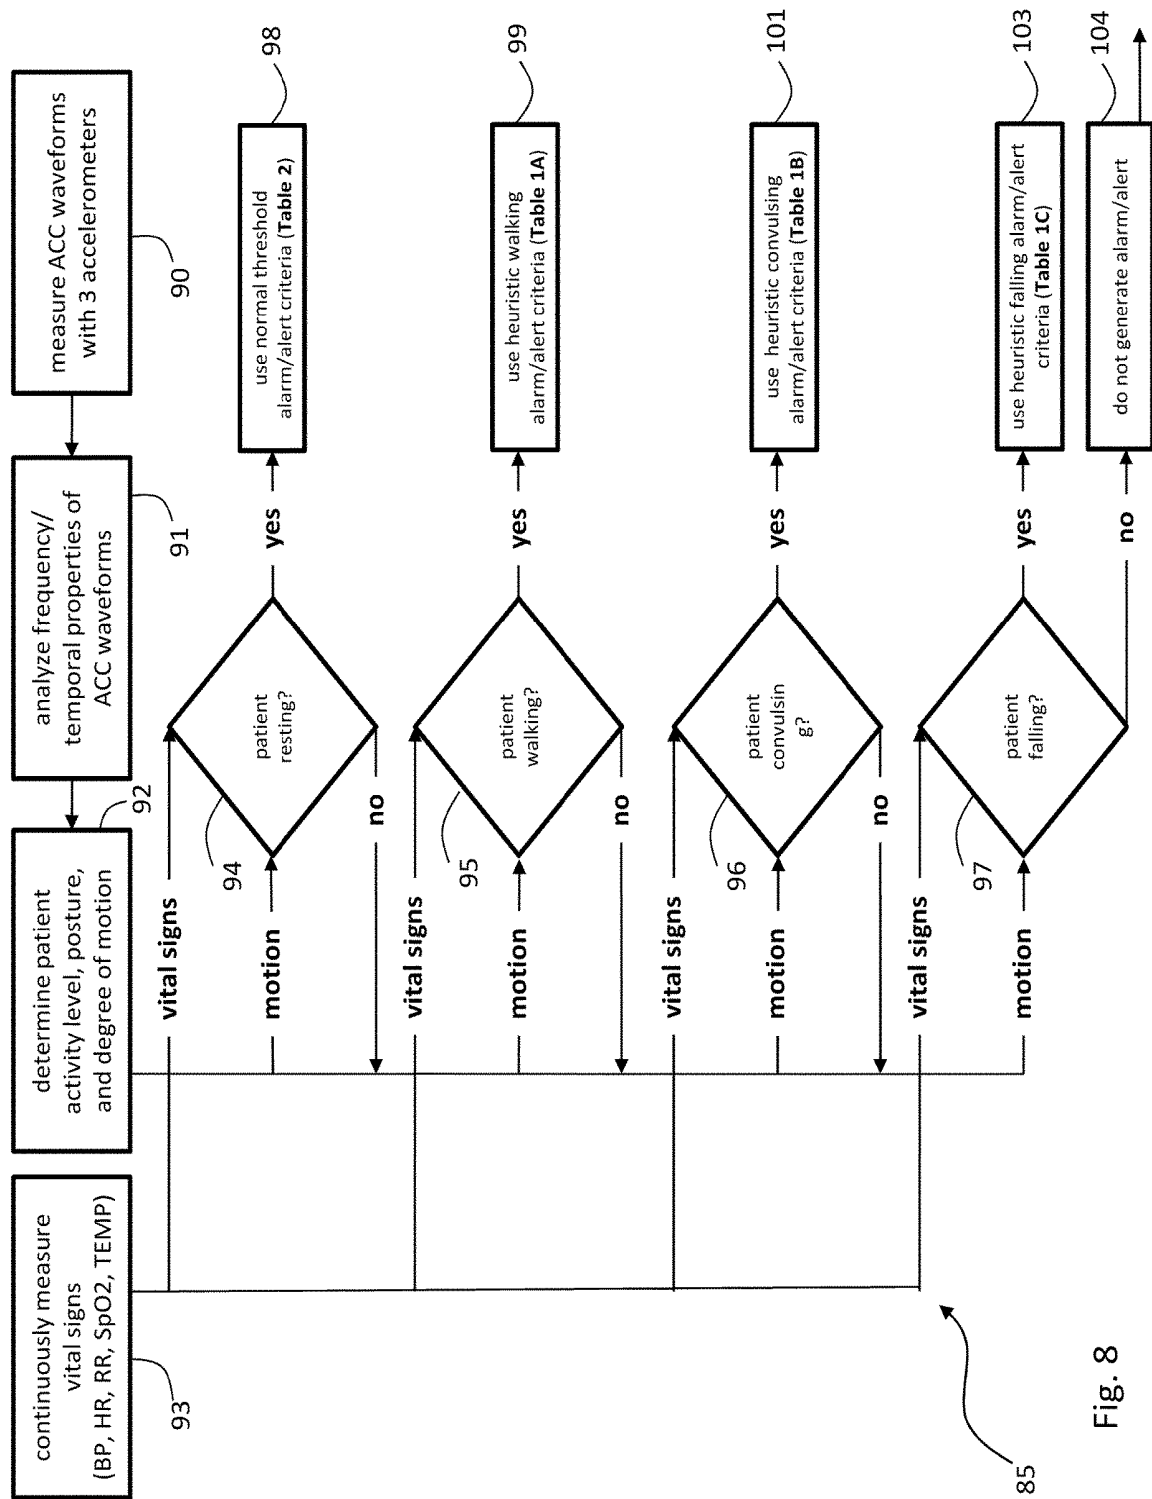 continuously measure
vital signs
(BP, HR, RR, SpO2, TEMP)
93
determine patient
activity level, posture,
and degree of motion
92
analyze frequency/
temporal properties of
ACC waveforms
91
measure ACC waveforms
with 3 accelerometers
90
vital signs
motion
94
patient
resting?
no
yes
use normal threshold
alarm/alert criteria (Table 2)
98
vital signs
motion
95
patient
walking?
no
yes
use heuristic walking
alarm/alert criteria (Table 1A)
99
vital signs
motion
96
patient
convulsin
g?
no
yes
use heuristic convulsing
alarm/alert criteria (Table 1B)
101
vital signs
motion
97
patient
falling?
yes
use heuristic falling alarm/alert
criteria (Table 1C)
103
no
do not generate alarm/alert
104
85
Fig. 8